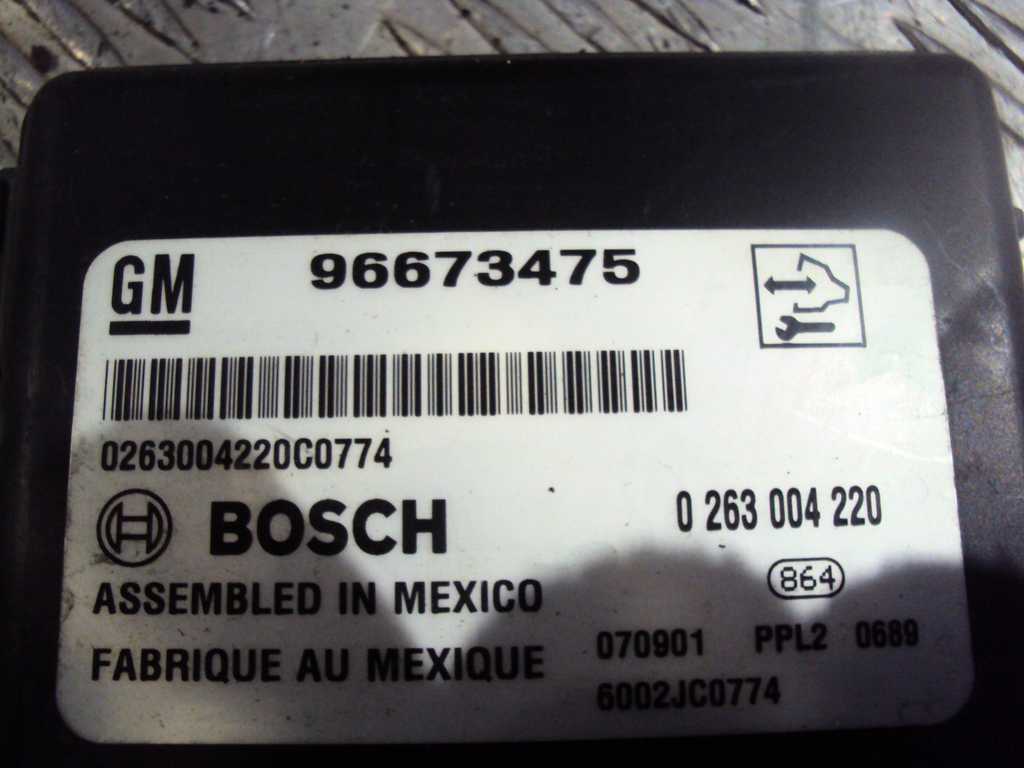 GM 96673475
0263004220C0774
BOSCH 0 263 004 220
864
ASSEMBLED IN MEXICO
FABRIQUE AU MEXIQUE
070901 PPL2 0689
6002JC0774